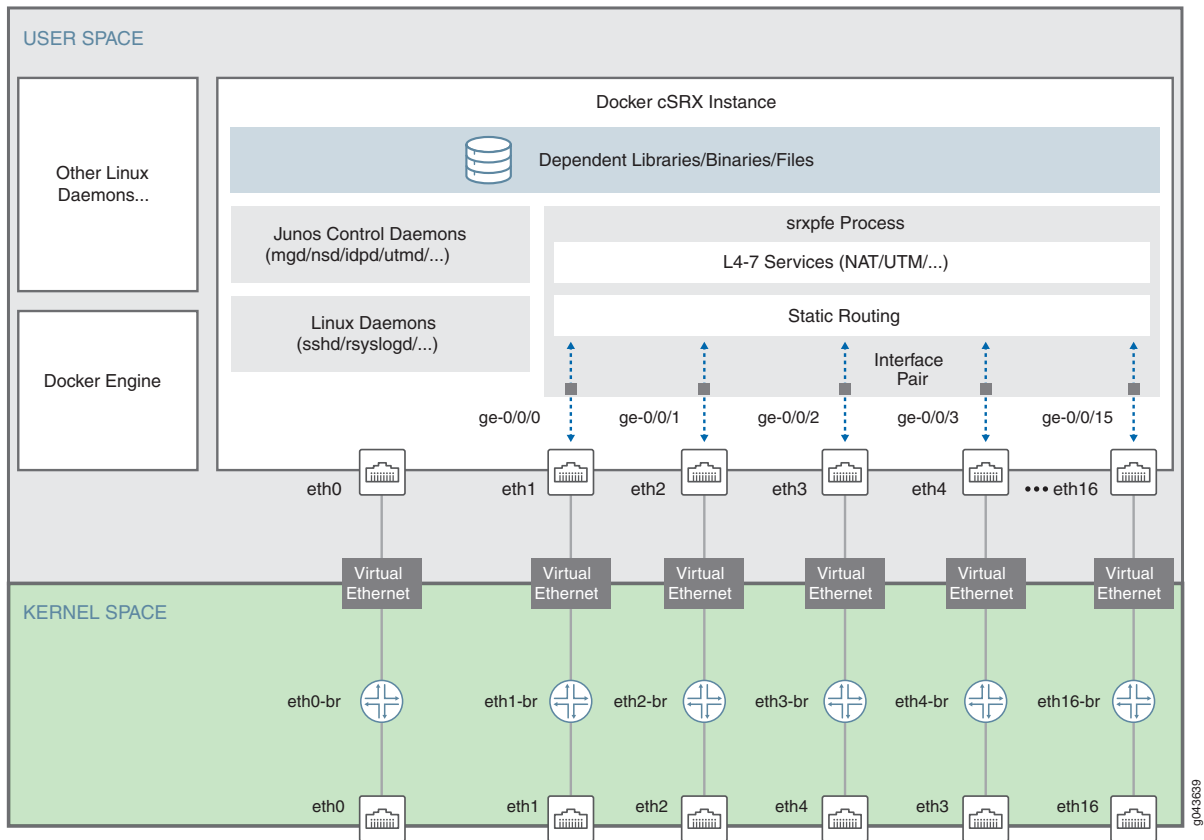 USER SPACE
Other Linux
Daemons...
Docker Engine
Docker cSRX Instance
Dependent Libraries/Binaries/Files
Junos Control Daemons
(mgd/nsd/idpd/utmd/...)
Linux Daemons
(sshd/rsyslogd/...)
srxpfe Process
L4-7 Services (NAT/UTM/...)
Static Routing
Interface
Pair
ge-0/0/0
ge-0/0/1
ge-0/0/2
ge-0/0/3
ge-0/0/15
eth0
eth1
eth2
eth3
eth4
••• eth16
Virtual
Ethernet
Virtual
Ethernet
Virtual
Ethernet
Virtual
Ethernet
Virtual
Ethernet
Virtual
Ethernet
KERNEL SPACE
eth0-br
eth1-br
eth2-br
eth3-br
eth4-br
eth16-br
eth0
eth1
eth2
eth4
eth3
eth16
g043639